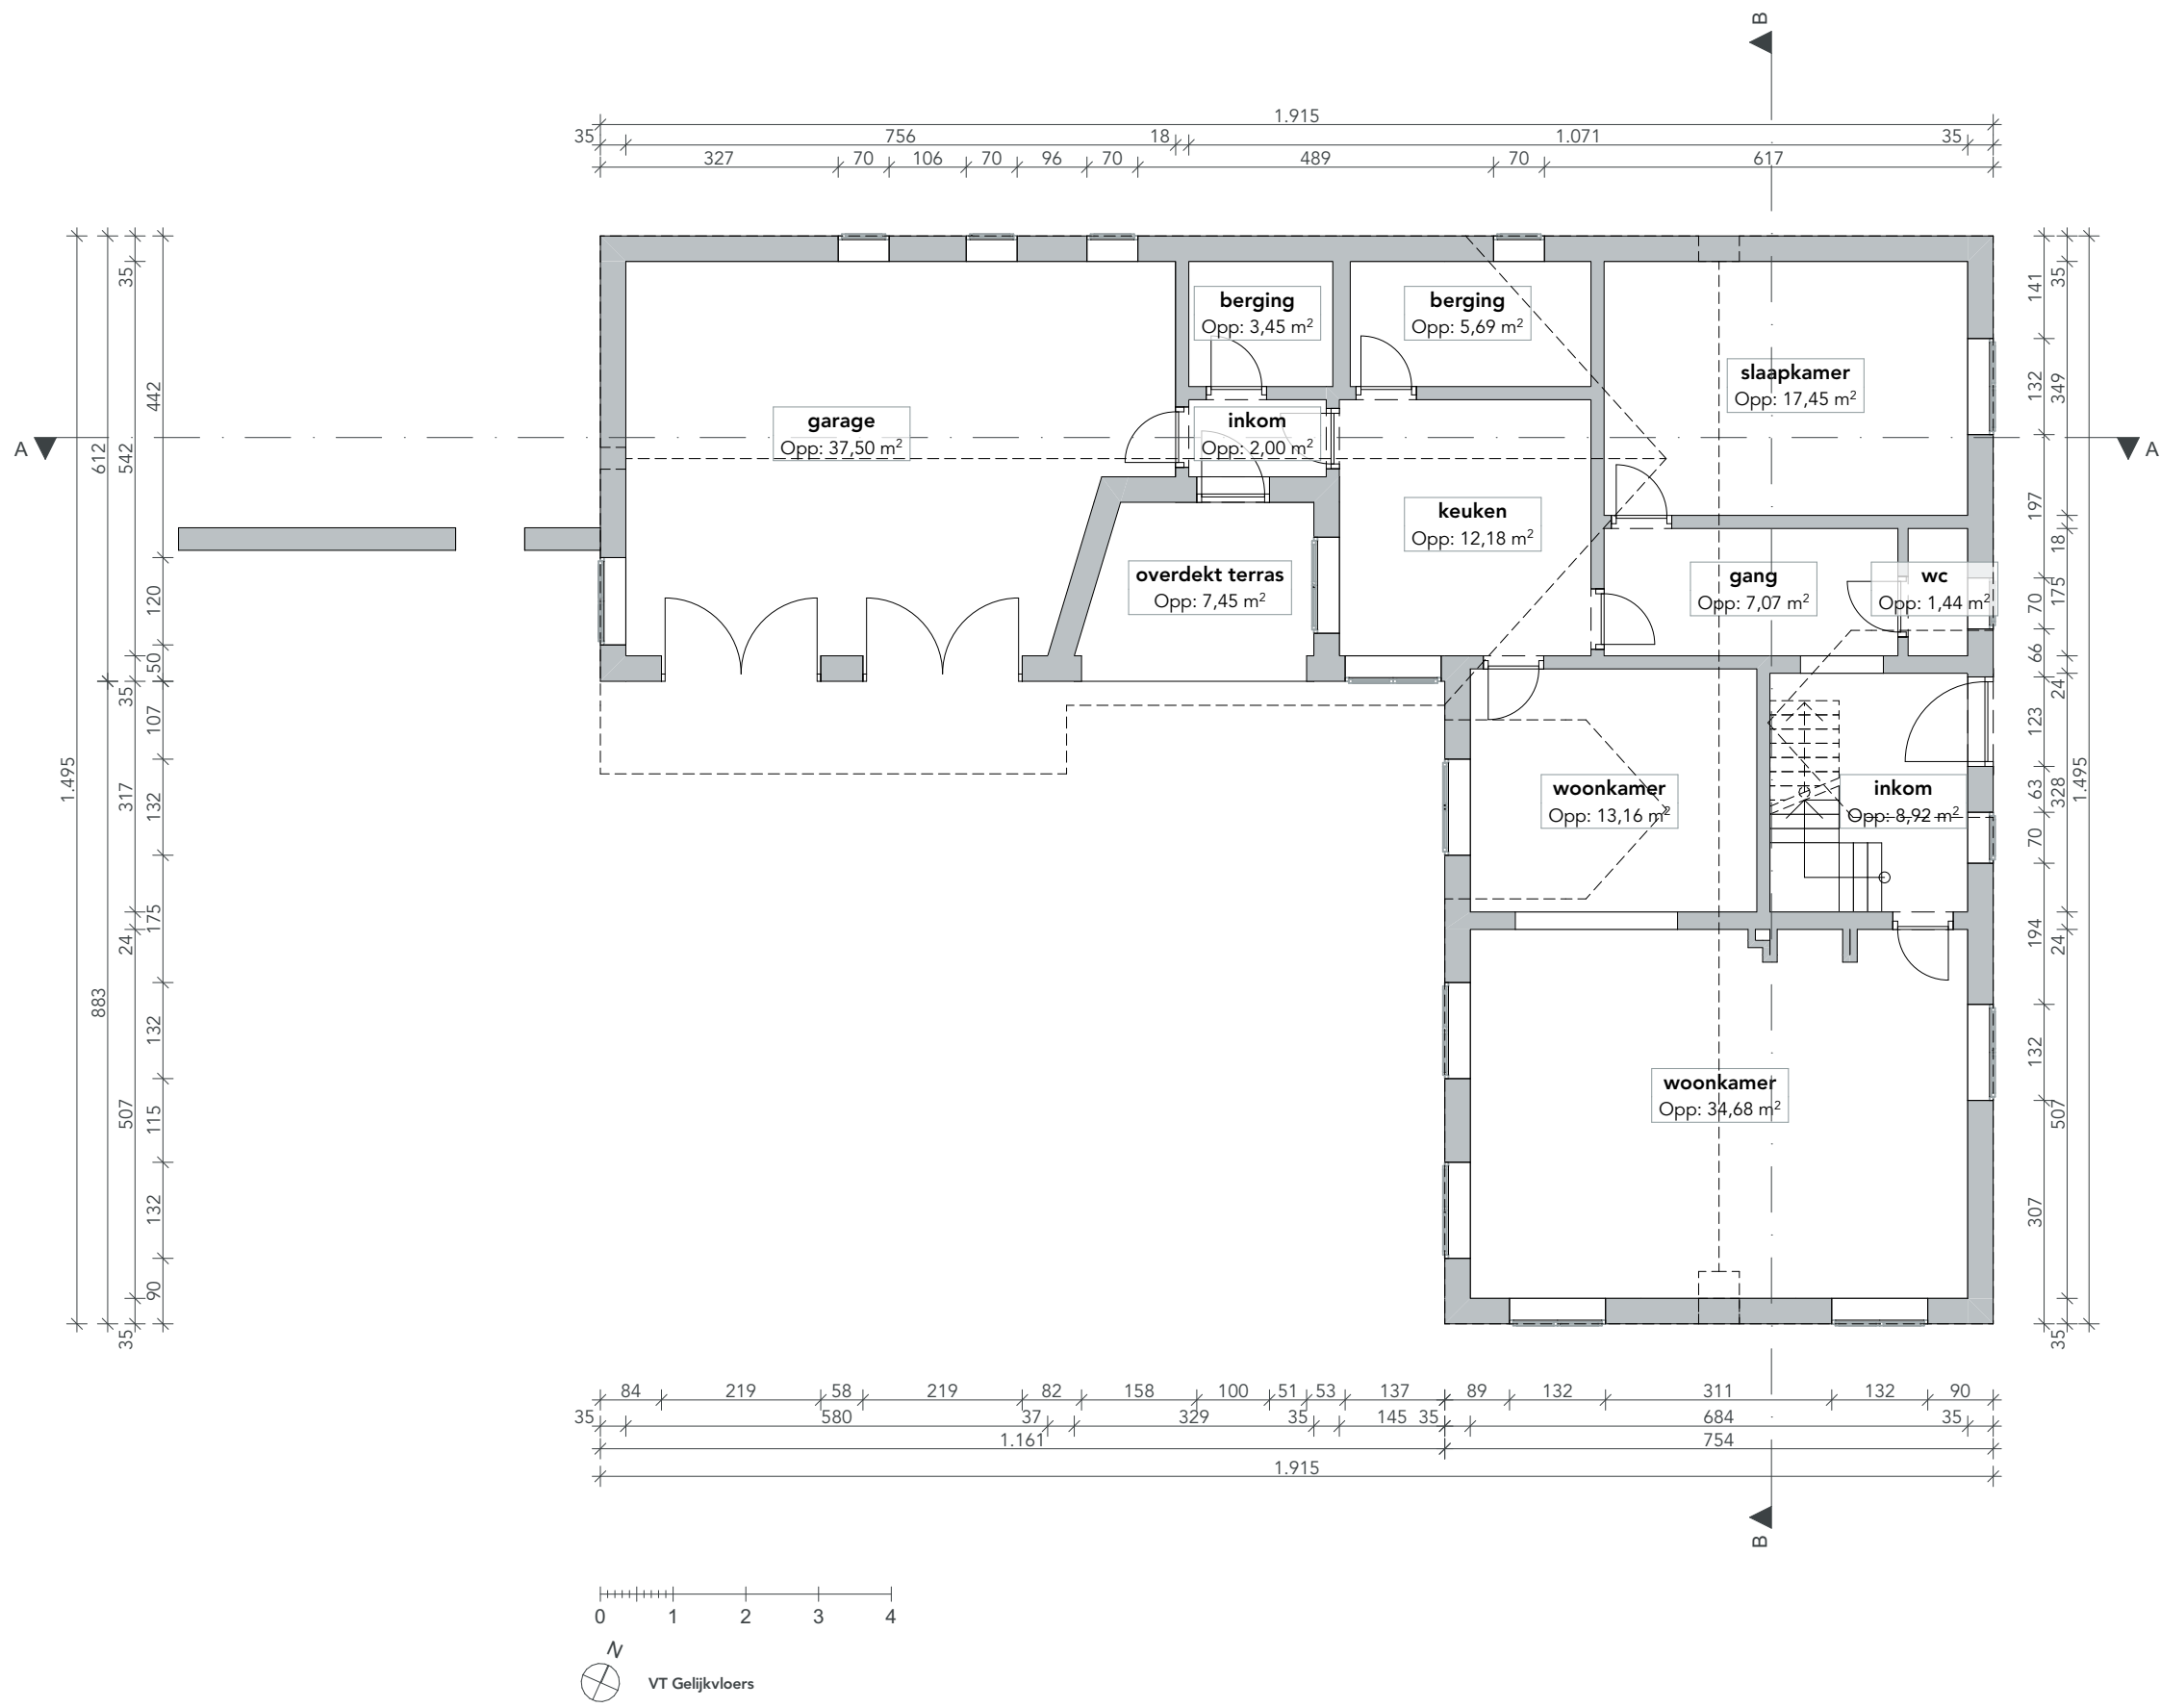 B
1.915
35 756 18 1.071 35
327 70 106 70 96 70 489 70 617
berging
Opp: 3,45 m²
berging
Opp: 5,69 m²
slaapkamer
Opp: 17,45 m²
garage
Opp: 37,50 m²
inkom
Opp: 2,00 m²
keuken
Opp: 12,18 m²
overdekt terras
Opp: 7,45 m²
gang
Opp: 7,07 m²
wc
Opp: 1,44 m²
woonkamer
Opp: 13,16 m²
inkom
Opp: 8,92 m²
woonkamer
Opp: 34,68 m²
A
A
1.495
612 883
35 542 35 317 24 507 35
442 120 50 107 132 175 132 115 132 90
141 132 197 70 66 123 63 70 194 132 307
35 349 18 175 24 328 24 507 35
1.495
84 219 58 219 82 158 100 51 53 137 89 132 311 132 90
35 580 37 329 35 145 35 684 35
1.161 754
1.915
B
0 1 2 3 4
N
VT Gelijkvloers